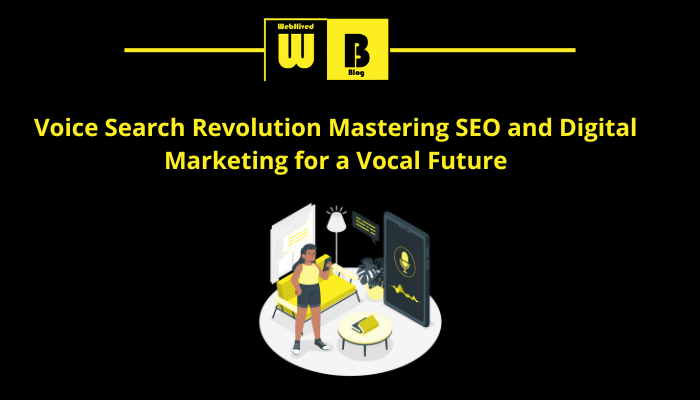 WebHived
W B
Blog
Voice Search Revolution Mastering SEO and Digital
Marketing for a Vocal Future